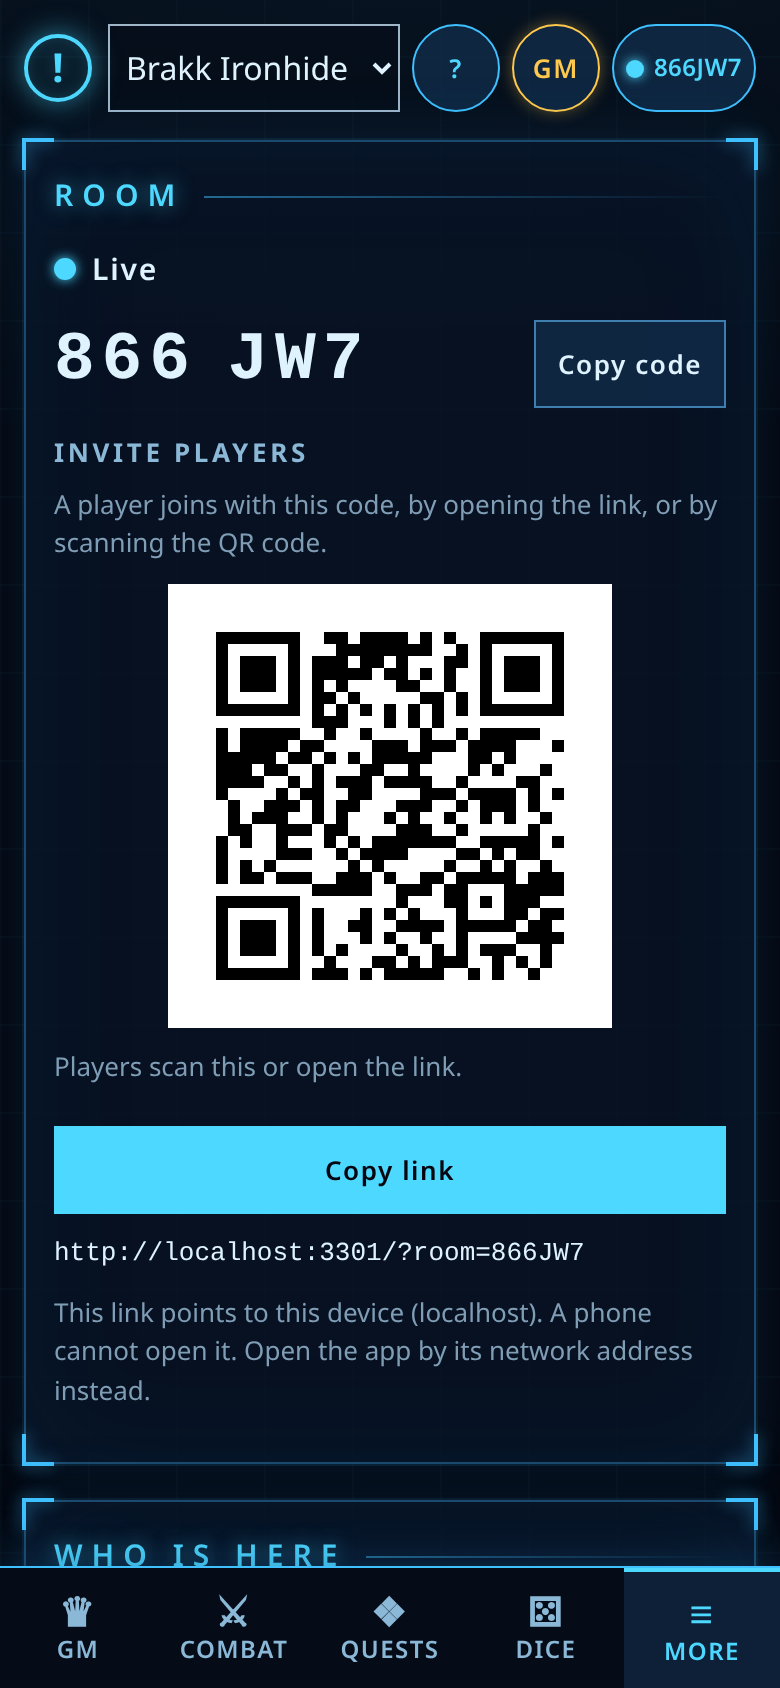 !
Brakk Ironhide
?
GM
866JW7
ROOM
Live
866 JW7
Copy code
INVITE PLAYERS
A player joins with this code, by opening the link, or by
scanning the QR code.
Players scan this or open the link.
Copy link
http://localhost:3301/?room=866JW7
This link points to this device (localhost). A phone
cannot open it. Open the app by its network address
instead.
WHO IS HERE
GM
COMBAT
QUESTS
DICE
MORE